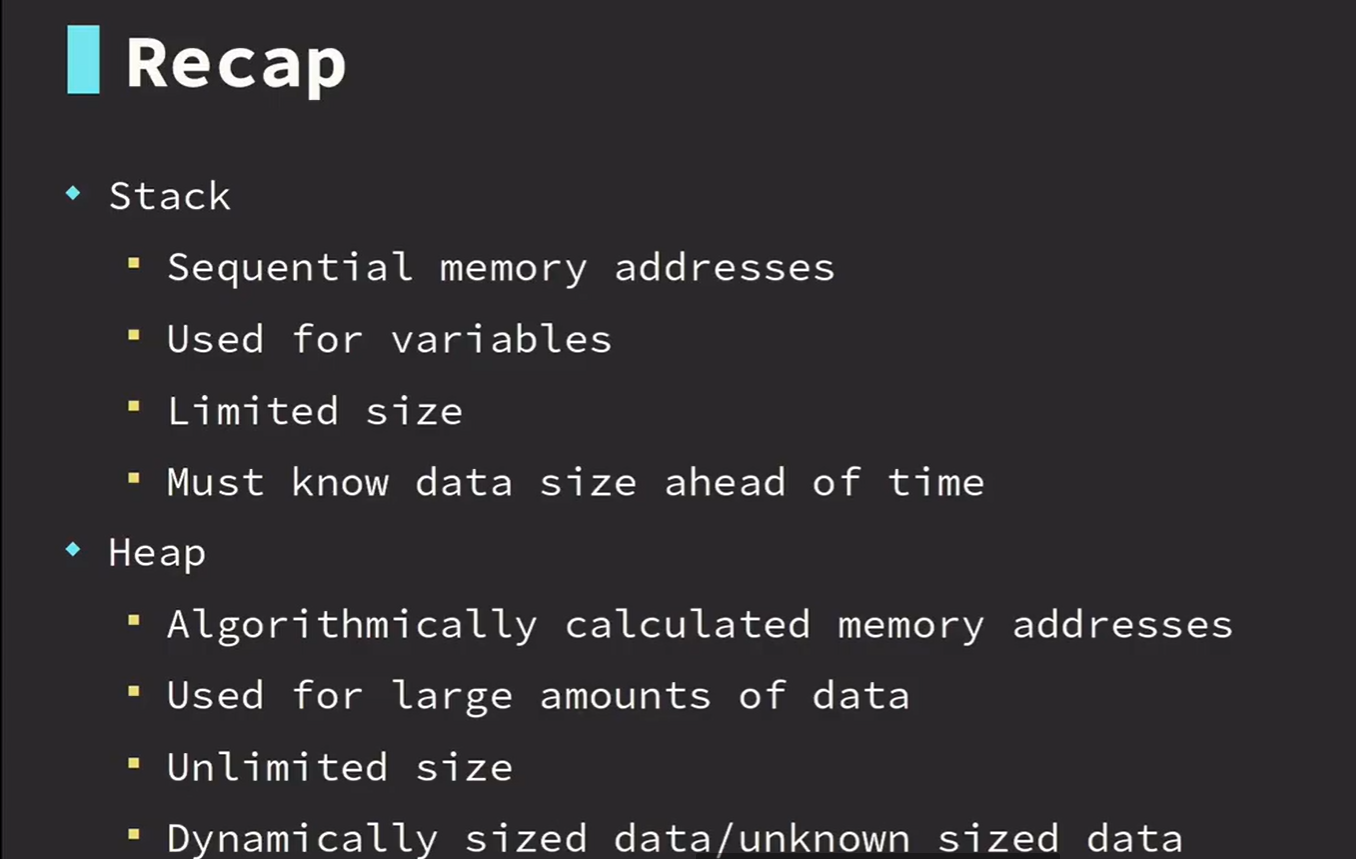 Recap
Stack
Sequential memory addresses
Used for variables
Limited size
Must know data size ahead of time
Heap
Algorithmically calculated memory addresses
Used for large amounts of data
Unlimited size
Dynamically sized data/unknown sized data